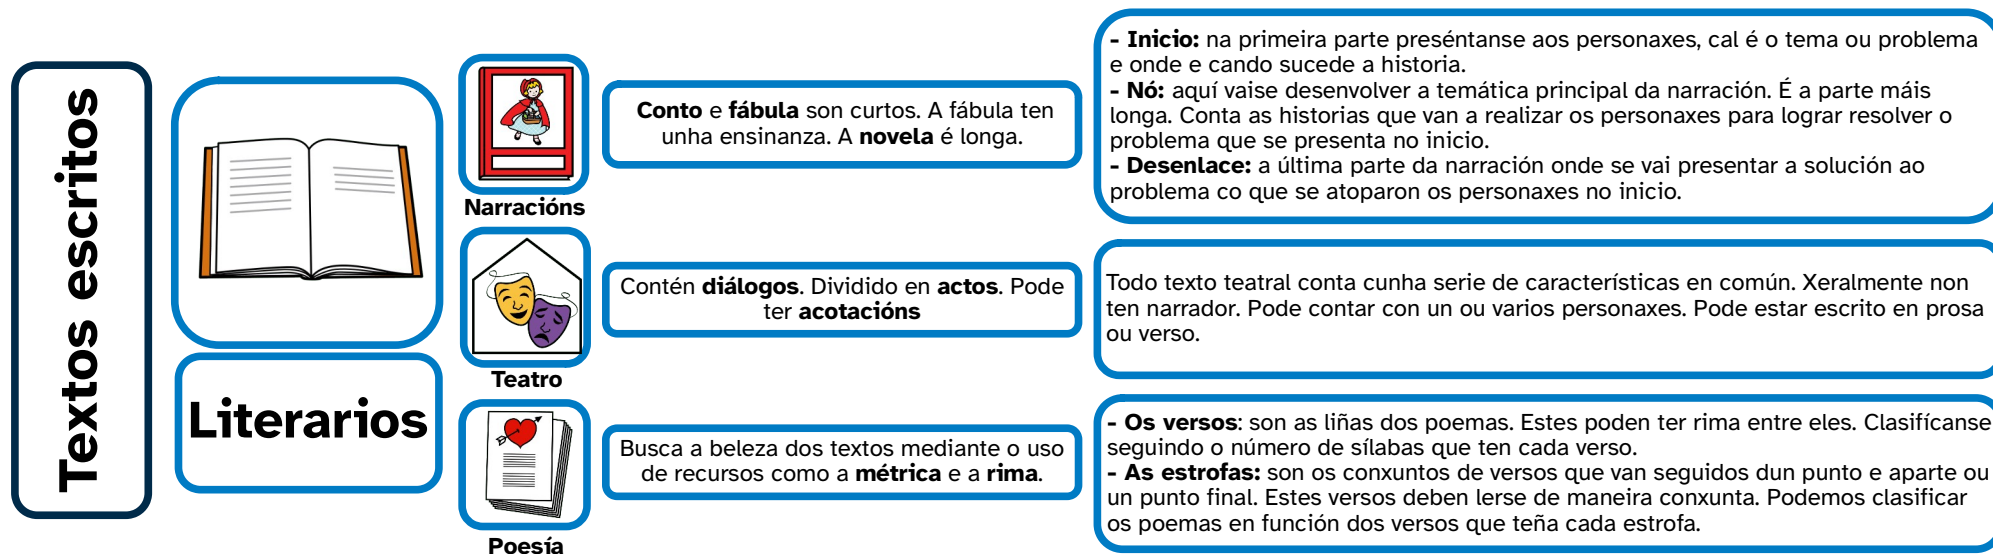 Textos escritos
Literarios
Narracións
Conto e fábula son curtos. A fábula ten
unha ensinanza. A novela é longa.
- Inicio: na primeira parte preséntanse aos personaxes, cal é o tema ou problema
e onde e cando sucede a historia.
- Nó: aquí vaise desenvolver a temática principal da narración. É a parte máis
longa. Conta as historias que van a realizar os personaxes para lograr resolver o
problema que se presenta no inicio.
- Desenlace: a última parte da narración onde se vai presentar a solución ao
problema co que se atoparon os personaxes no inicio.
Teatro
Contén diálogos. Dividido en actos. Pode
ter acotacións
Todo texto teatral conta cunha serie de características en común. Xeralmente non
ten narrador. Pode contar con un ou varios personaxes. Pode estar escrito en prosa
ou verso.
Poesía
Busca a beleza dos textos mediante o uso
de recursos como a métrica e a rima.
- Os versos: son as liñas dos poemas. Estes poden ter rima entre eles. Clasifícanse
seguindo o número de sílabas que ten cada verso.
- As estrofas: son os conxuntos de versos que van seguidos dun punto e aparte ou
un punto final. Estes versos deben lerse de maneira conxunta. Podemos clasificar
os poemas en función dos versos que teña cada estrofa.